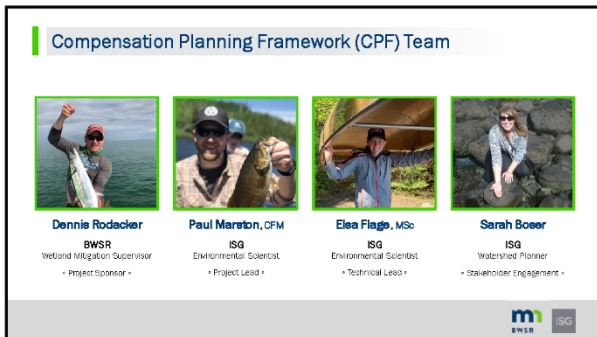 Compensation Planning Framework (CPF) Team
Dennis Rodacker
BWSR
Wetland Mitigation Supervisor
◦ Project Sponsor ◦
Paul Marston, CFM
ISG
Environmental Scientist
◦ Project Lead ◦
Elsa Flage, MSc
ISG
Environmental Scientist
◦ Technical Lead ◦
Sarah Boser
ISG
Watershed Planner
◦ Stakeholder Engagement ◦
BWSR
ISG